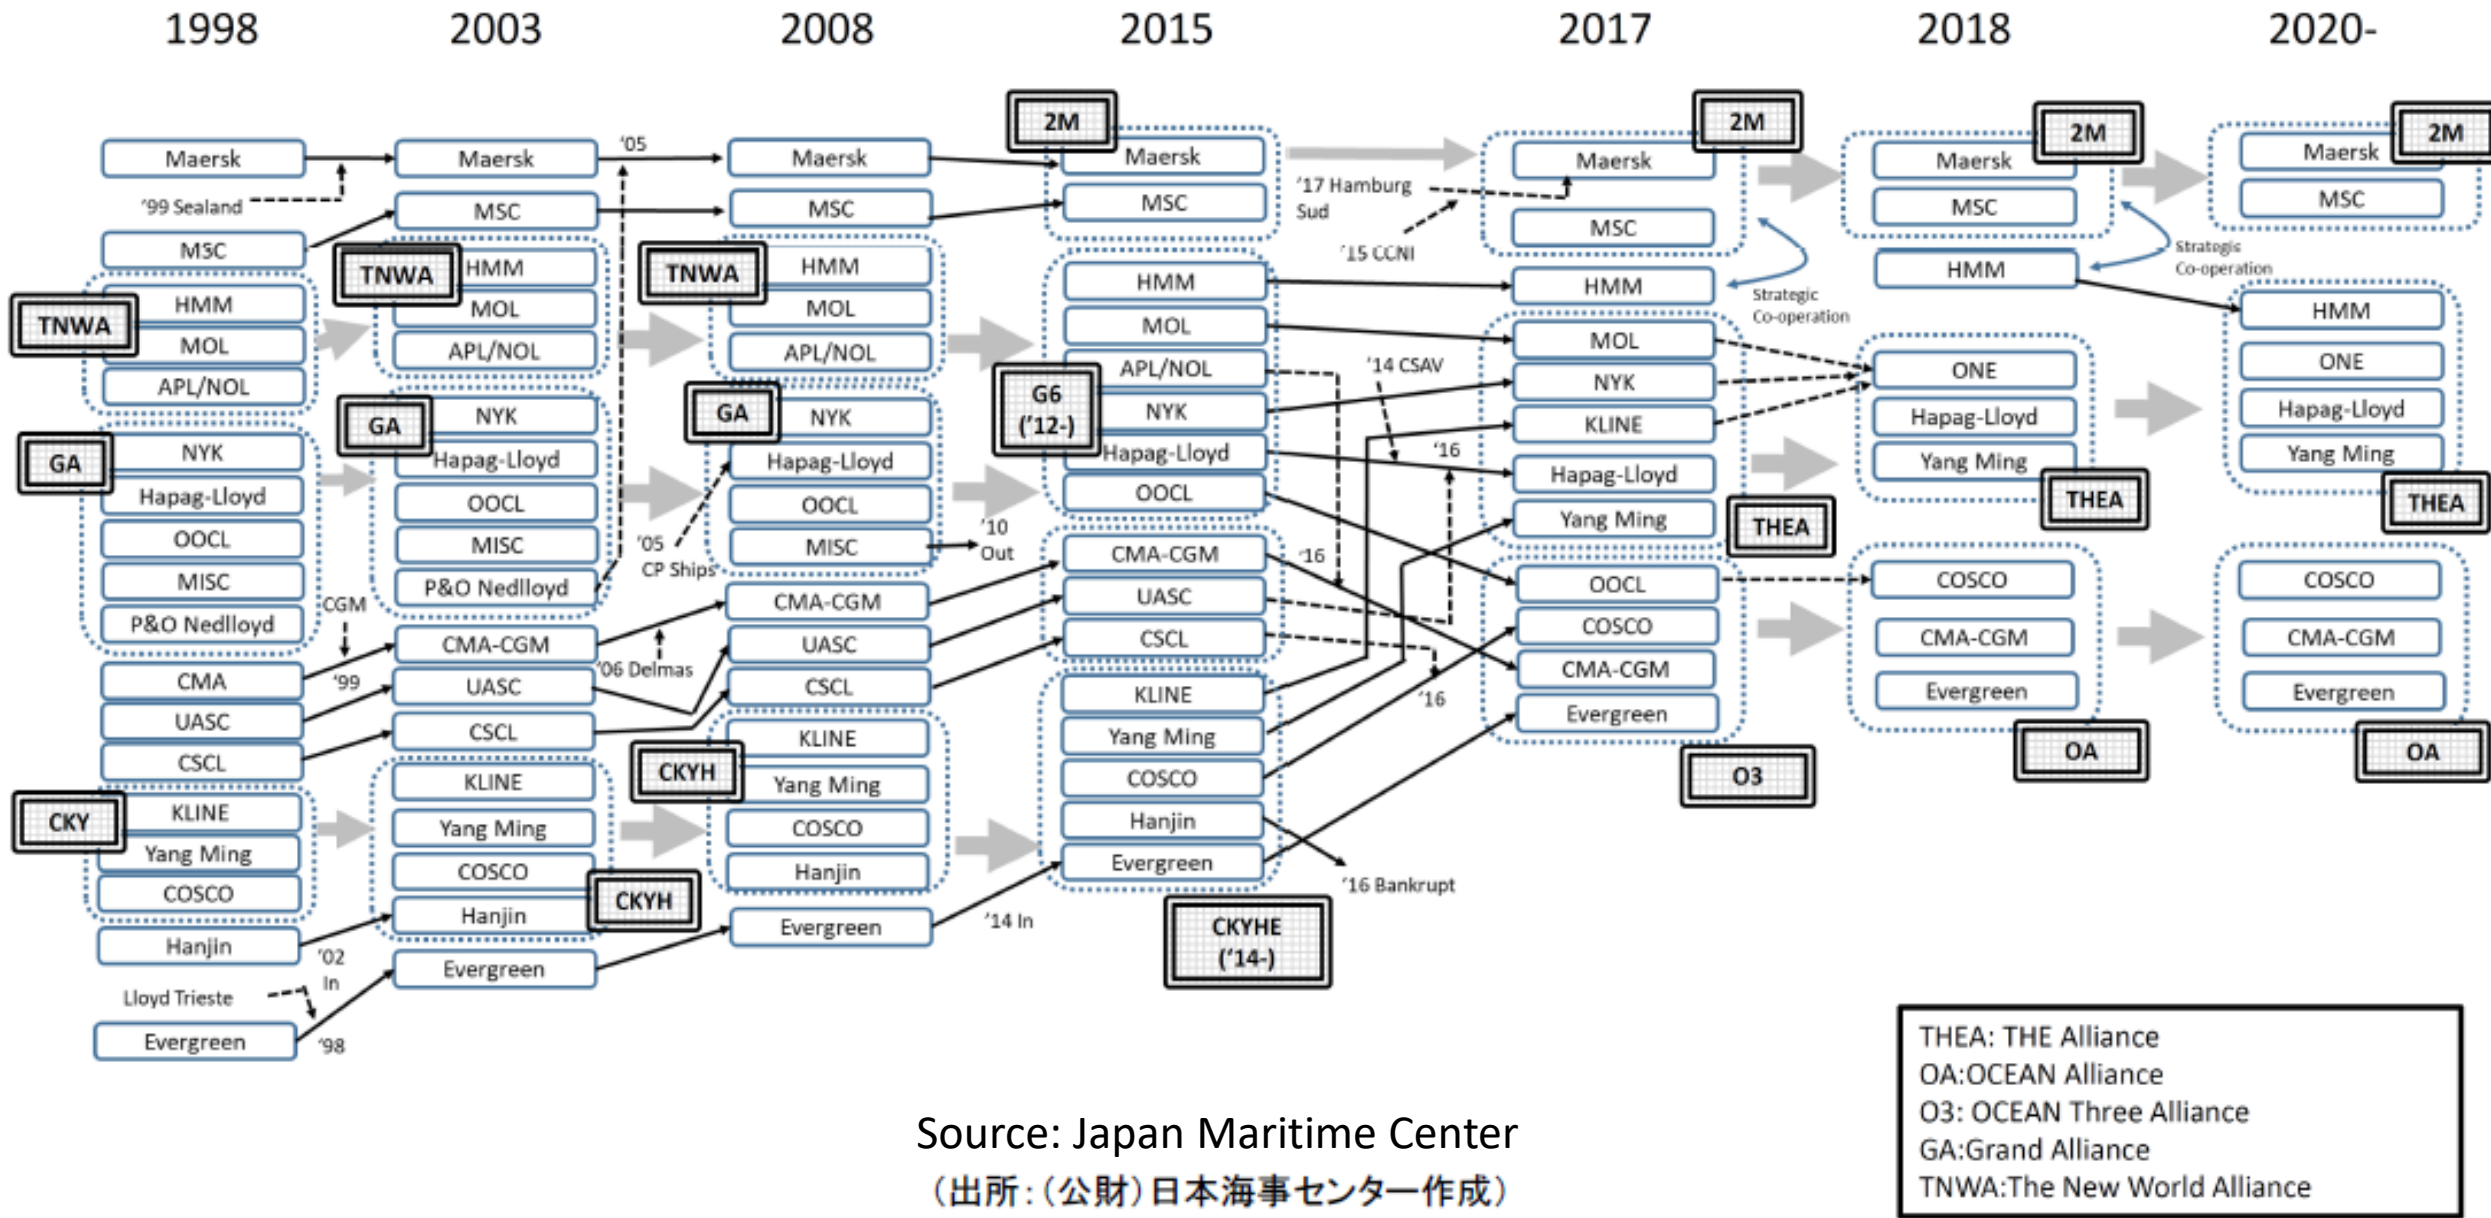 1998
2003
2008
2015
2017
2018
2020-
Maersk
'99 Sealand
MSC
TNWA
HMM
MOL
APL/NOL
GA
NYK
Hapag-Lloyd
OOCL
MISC
P&O Nedlloyd
CGM
CMA
'99
UASC
CSCL
CKY
KLINE
Yang Ming
COSCO
Hanjin
'02
In
Lloyd Trieste
Evergreen
'98
Maersk
'05
MSC
TNWA
HMM
MOL
APL/NOL
GA
NYK
Hapag-Lloyd
OOCL
MISC
P&O Nedlloyd
CMA-CGM
UASC
CSCL
KLINE
Yang Ming
COSCO
CKYH
Hanjin
Evergreen
'05
CP Ships
'06 Delmas
Maersk
MSC
TNWA
HMM
MOL
APL/NOL
GA
NYK
Hapag-Lloyd
OOCL
MISC
'10
Out
CMA-CGM
UASC
CSCL
CKYH
KLINE
Yang Ming
COSCO
Hanjin
Evergreen
'14 In
2M
Maersk
MSC
HMM
MOL
APL/NOL
G6
('12-)
NYK
Hapag-Lloyd
OOCL
CMA-CGM
UASC
CSCL
KLINE
Yang Ming
COSCO
Hanjin
Evergreen
CKYHE
('14-)
'17 Hamburg
Sud
'15 CCNI
'14 CSAV
'16
'16
'16
'16 Bankrupt
2M
Maersk
MSC
HMM
Strategic
Co-operation
MOL
NYK
KLINE
Hapag-Lloyd
Yang Ming
THEA
OOCL
COSCO
CMA-CGM
Evergreen
O3
2M
Maersk
MSC
HMM
Strategic
Co-operation
ONE
Hapag-Lloyd
Yang Ming
THEA
COSCO
CMA-CGM
Evergreen
OA
2M
Maersk
MSC
HMM
ONE
Hapag-Lloyd
Yang Ming
THEA
COSCO
CMA-CGM
Evergreen
OA
THEA: THE Alliance
OA:OCEAN Alliance
O3: OCEAN Three Alliance
GA:Grand Alliance
TNWA:The New World Alliance
Source: Japan Maritime Center
（出所：（公財）日本海事センター作成）